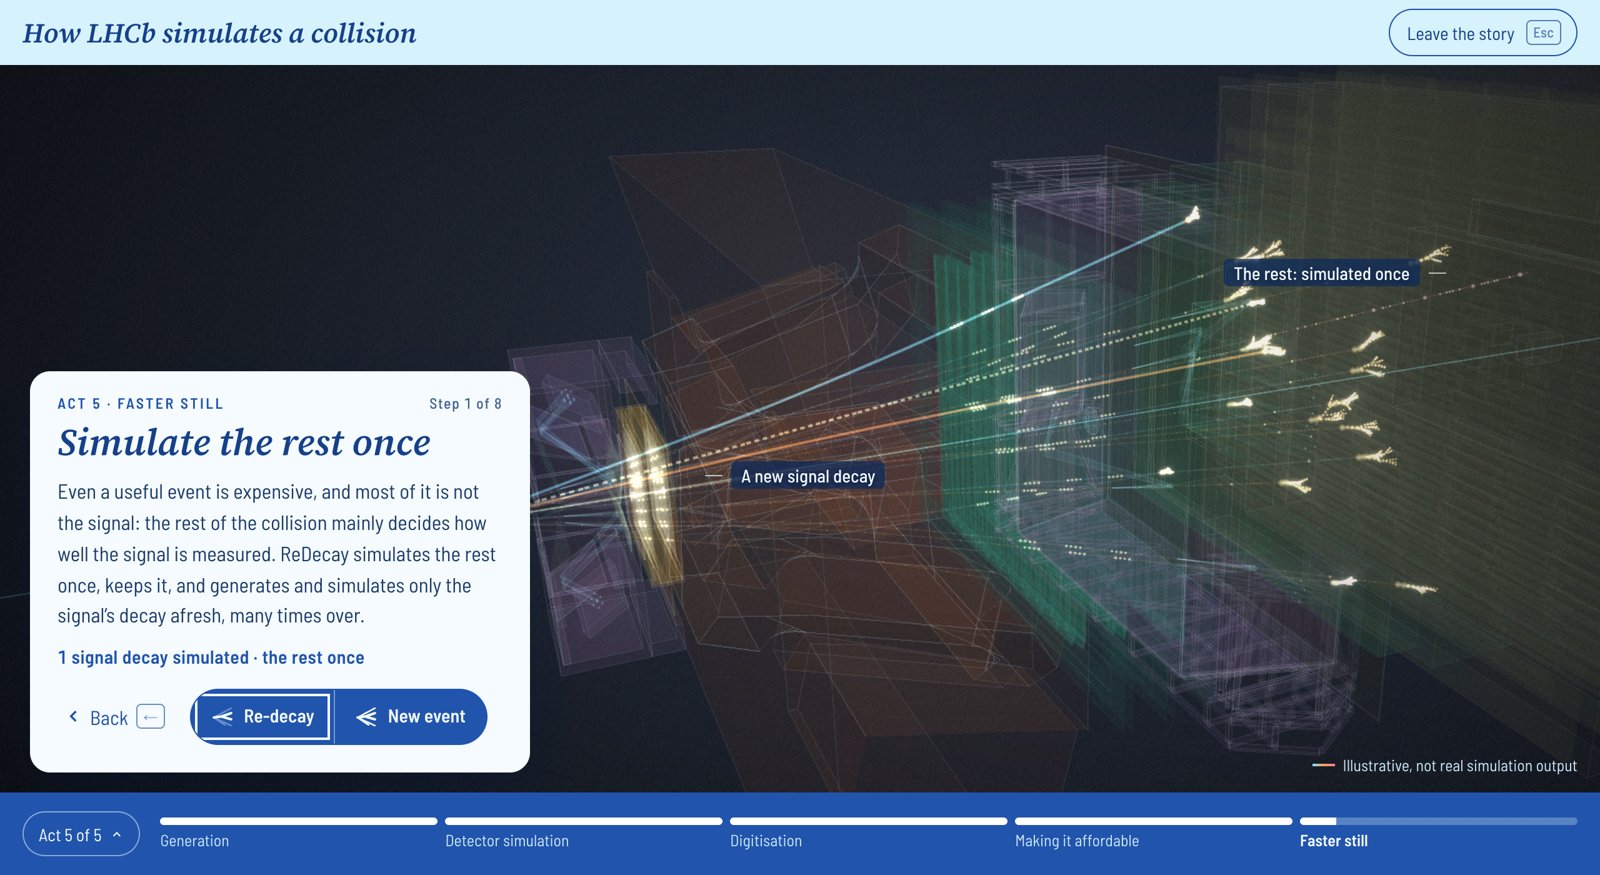 How LHCb simulates a collision
Leave the story Esc
The rest: simulated once
A new signal decay
ACT 5 · FASTER STILL
Step 1 of 8
Simulate the rest once
Even a useful event is expensive, and most of it is not
the signal: the rest of the collision mainly decides how
well the signal is measured. ReDecay simulates the rest
once, keeps it, and generates and simulates only the
signal’s decay afresh, many times over.
1 signal decay simulated · the rest once
Back ←
Re-decay
New event
Illustrative, not real simulation output
Act 5 of 5
Generation
Detector simulation
Digitisation
Making it affordable
Faster still